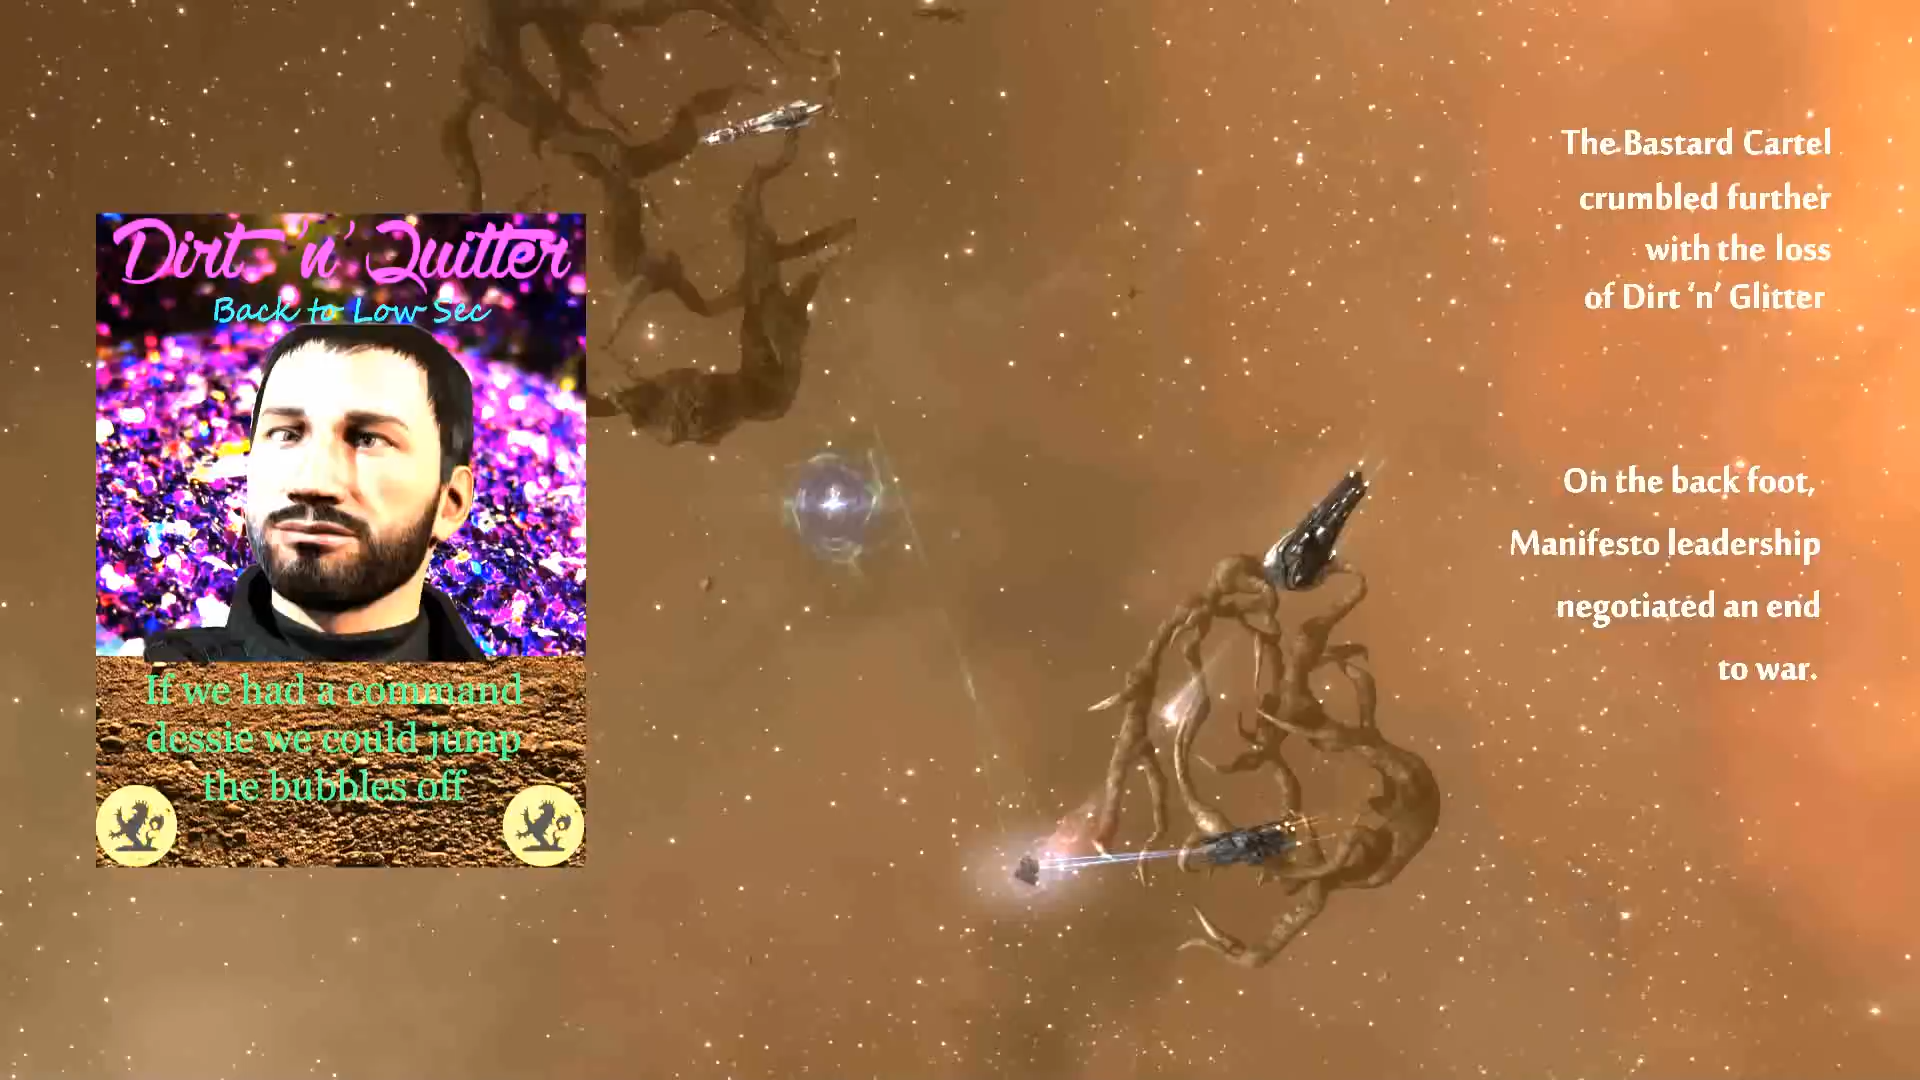 Dirt 'n' Quitter
Back to Low Sec
If we had a command
dessie we could jump
the bubbles off
The Bastard Cartel
crumbled further
with the loss
of Dirt 'n' Glitter
On the back foot,
Manifesto leadership
negotiated an end
to war.